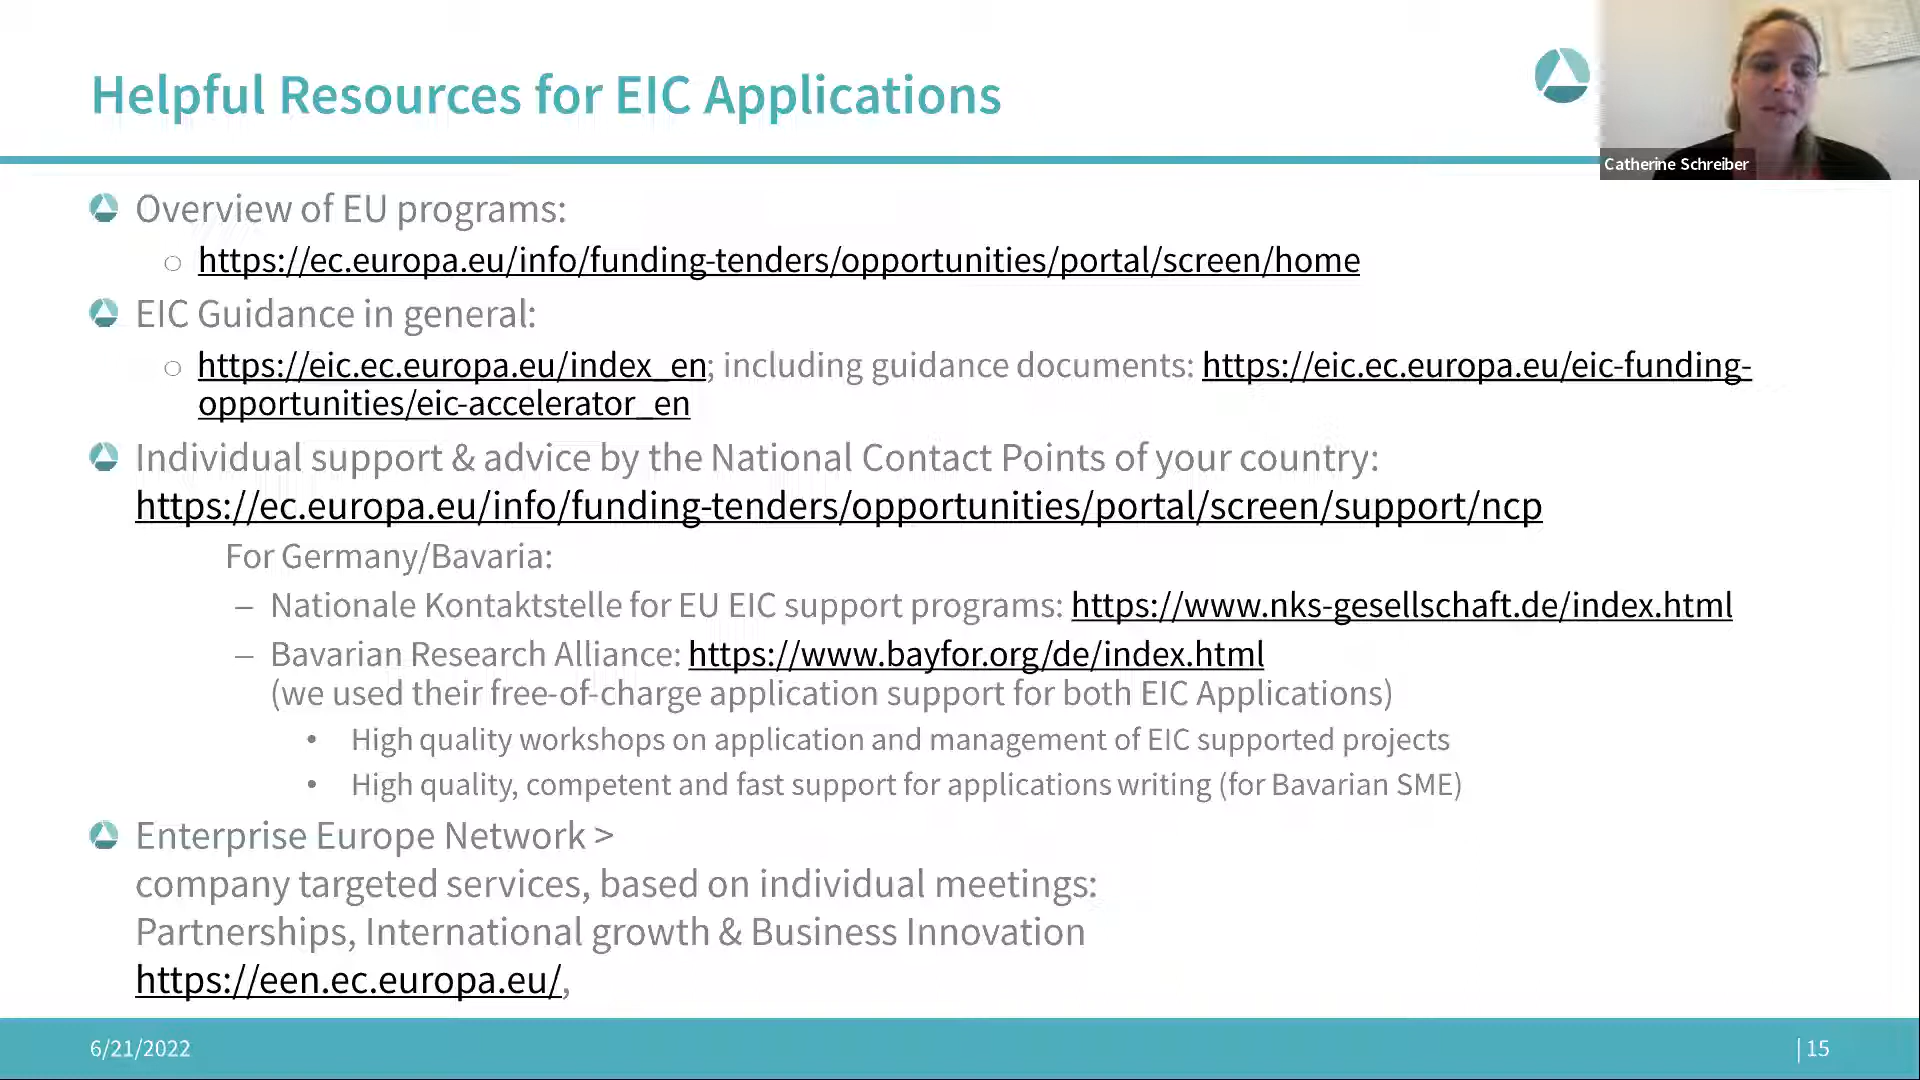 Helpful Resources for EIC Applications
Catherine Schreiber
Overview of EU programs:
○ https://ec.europa.eu/info/funding-tenders/opportunities/portal/screen/home
EIC Guidance in general:
○ https://eic.ec.europa.eu/index_en; including guidance documents: https://eic.ec.europa.eu/eic-funding-
opportunities/eic-accelerator_en
Individual support & advice by the National Contact Points of your country:
https://ec.europa.eu/info/funding-tenders/opportunities/portal/screen/support/ncp
For Germany/Bavaria:
– Nationale Kontaktstelle for EU EIC support programs: https://www.nks-gesellschaft.de/index.html
– Bavarian Research Alliance: https://www.bayfor.org/de/index.html
(we used their free-of-charge application support for both EIC Applications)
• High quality workshops on application and management of EIC supported projects
• High quality, competent and fast support for applications writing (for Bavarian SME)
Enterprise Europe Network >
company targeted services, based on individual meetings:
Partnerships, International growth & Business Innovation
https://een.ec.europa.eu/,
6/21/2022
| 15